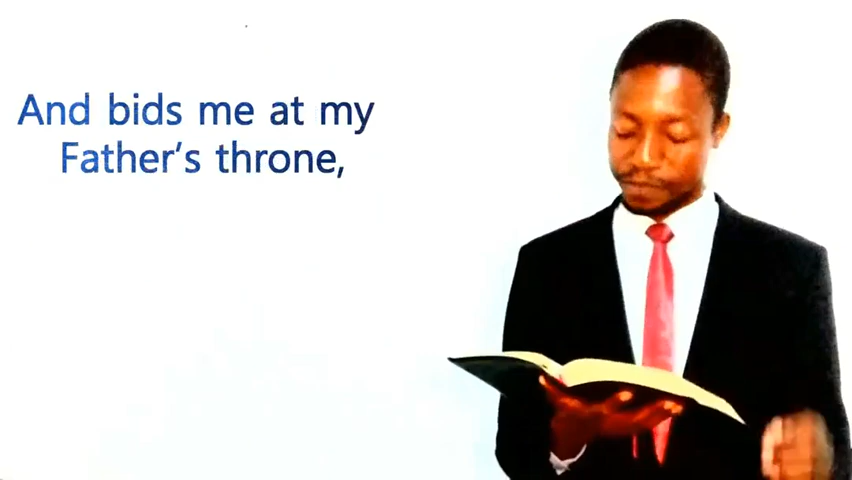 And bids me at my
Father’s throne,